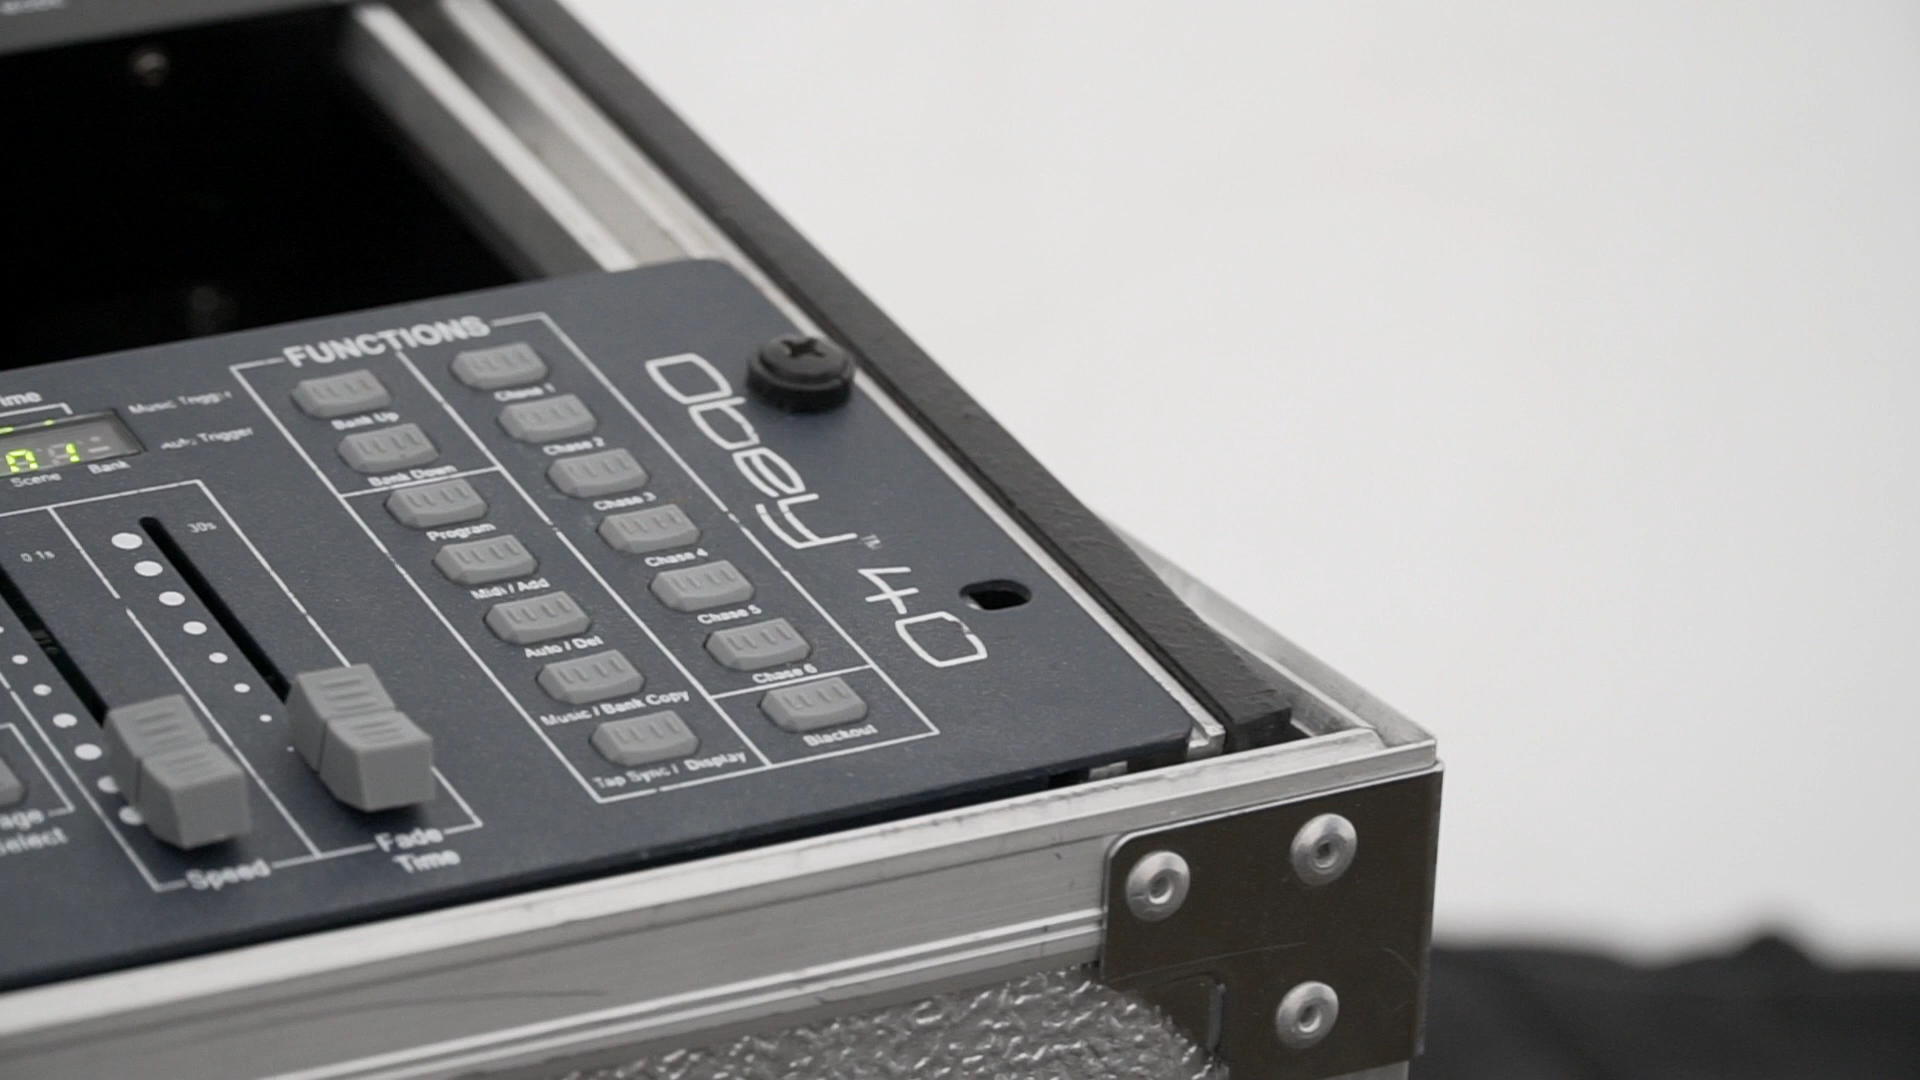 FUNCTIONS
Bank Up
Bank Down
Program
Midi / Add
Auto / Del
Music / Bank Copy
Tap Sync / Display
Chase 1
Chase 2
Chase 3
Chase 4
Chase 5
Chase 6
Blackout
Obey
TM
40
Music Trigger
Auto Trigger
01
Scene
Bank
0.1s
30s
Speed
Fade
Time